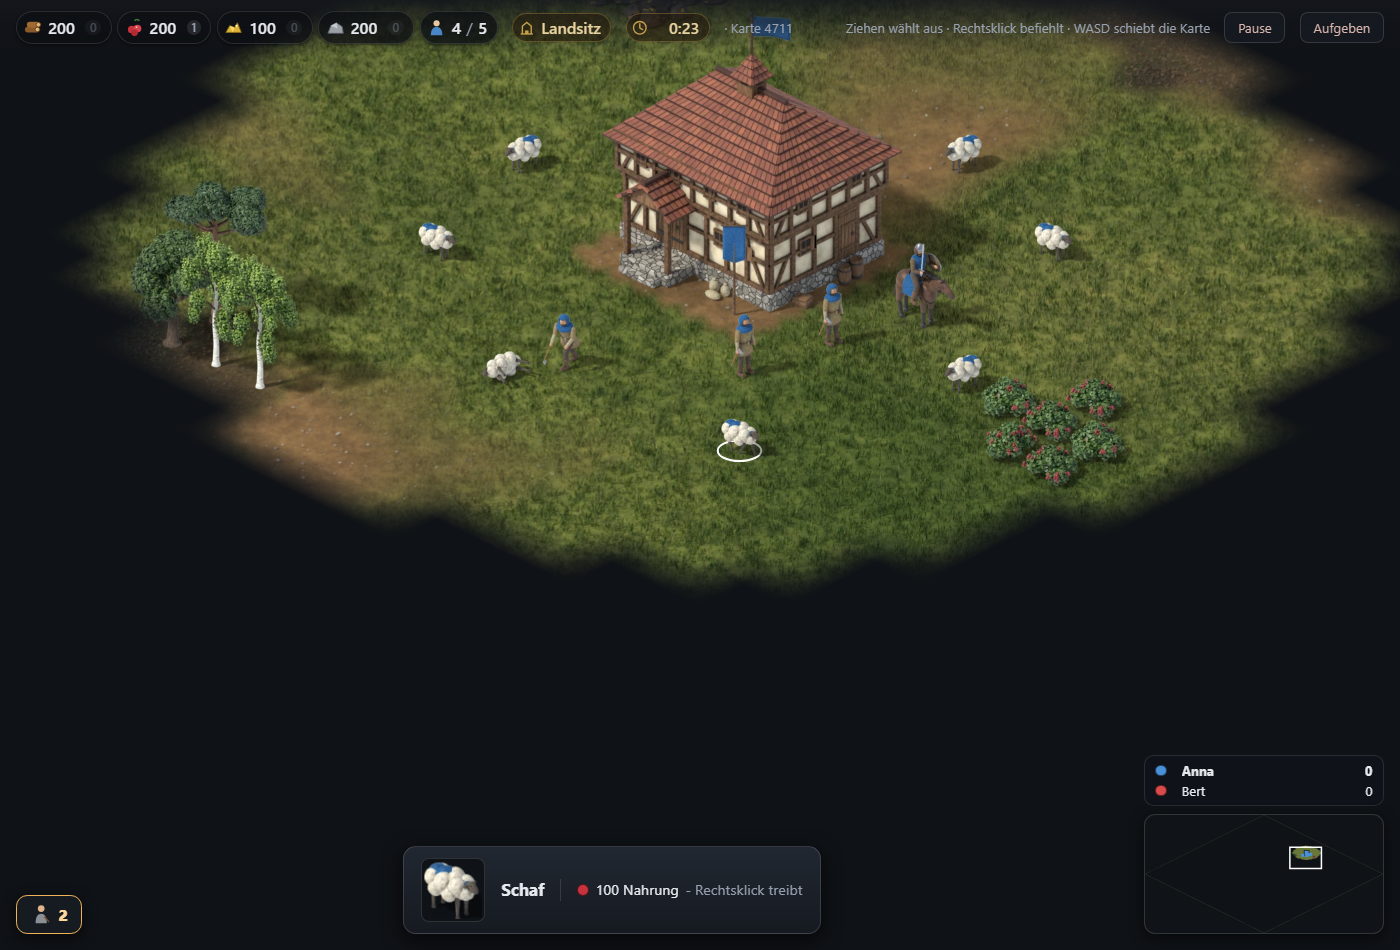 200 0 200 1 100 0 200 0 4 / 5 Landsitz 0:23 · Karte 4711 Ziehen wählt aus · Rechtsklick befiehlt · WASD schiebt die Karte Pause Aufgeben
Anna 0
Bert 0
Schaf 100 Nahrung - Rechtsklick treibt
2